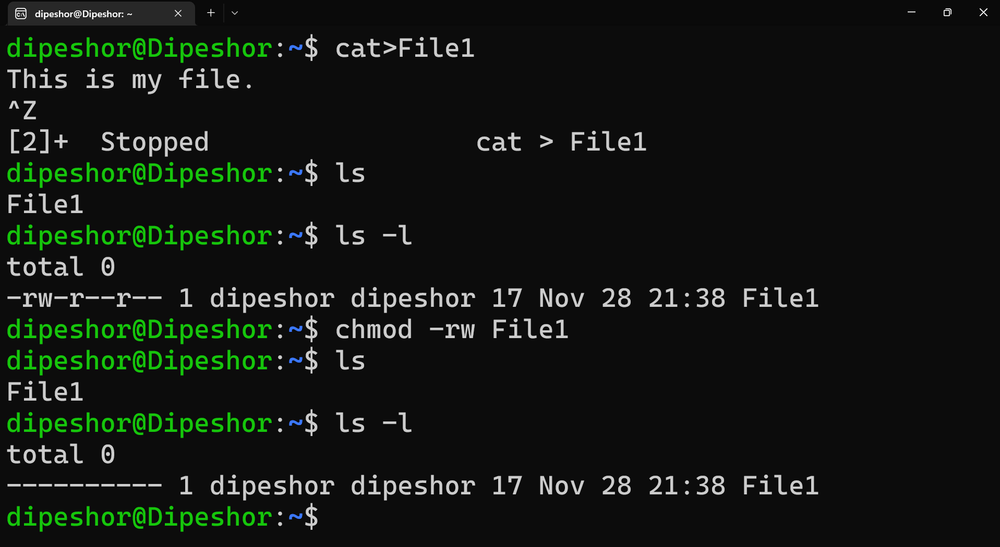 dipeshor@Dipeshor: ~
dipeshor@Dipeshor:~$ cat>File1
This is my file.
^Z
[2]+  Stopped                 cat > File1
dipeshor@Dipeshor:~$ ls
File1
dipeshor@Dipeshor:~$ ls -l
total 0
-rw-r--r-- 1 dipeshor dipeshor 17 Nov 28 21:38 File1
dipeshor@Dipeshor:~$ chmod -rw File1
dipeshor@Dipeshor:~$ ls
File1
dipeshor@Dipeshor:~$ ls -l
total 0
---------- 1 dipeshor dipeshor 17 Nov 28 21:38 File1
dipeshor@Dipeshor:~$